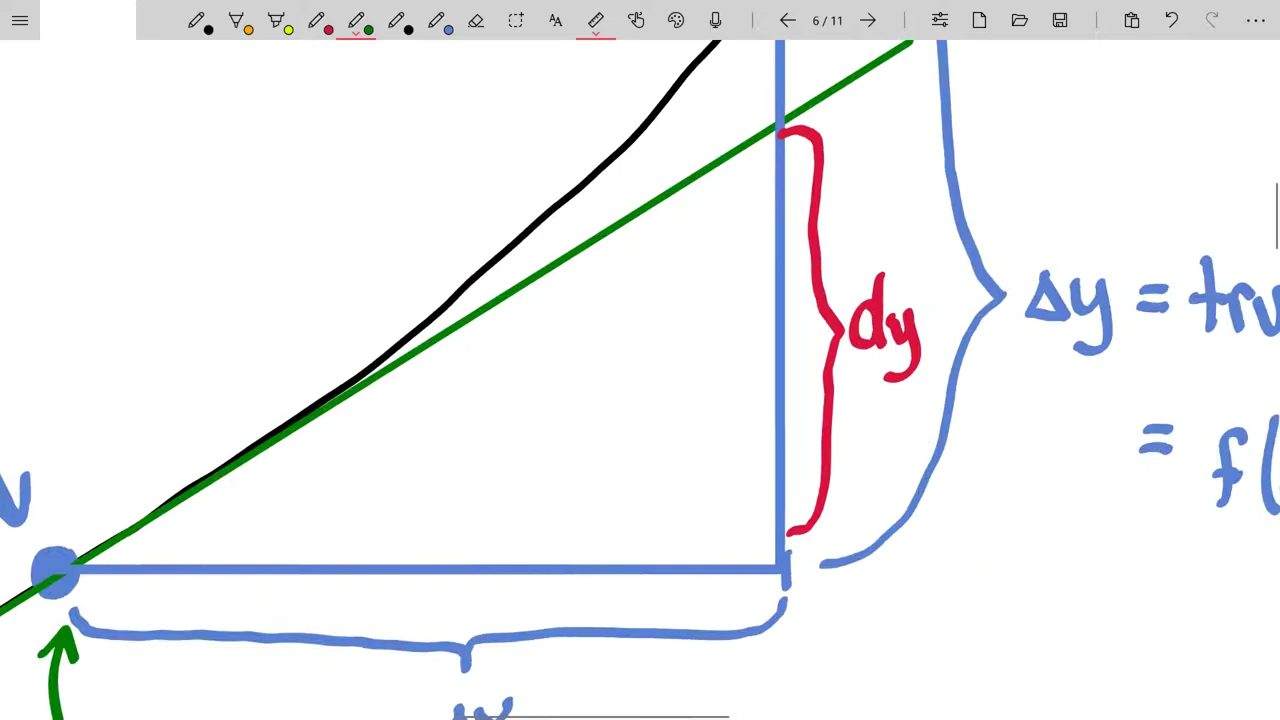 6 / 11
Δy = tru
dy
= f(